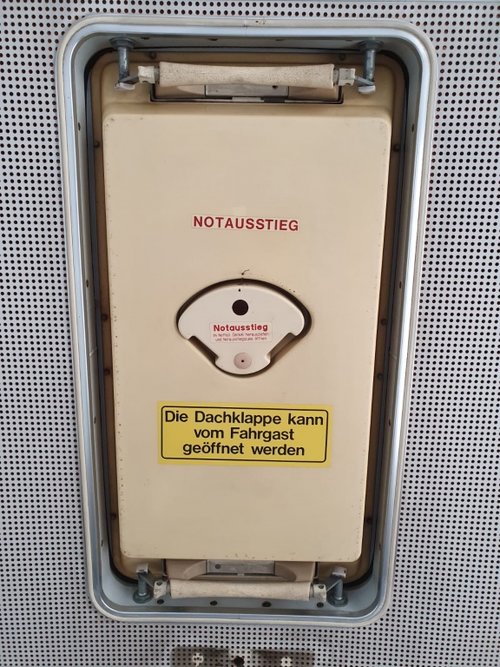 NOTAUSSTIEG
Notausstieg
Die Dachklappe kann
vom Fahrgast
geöffnet werden